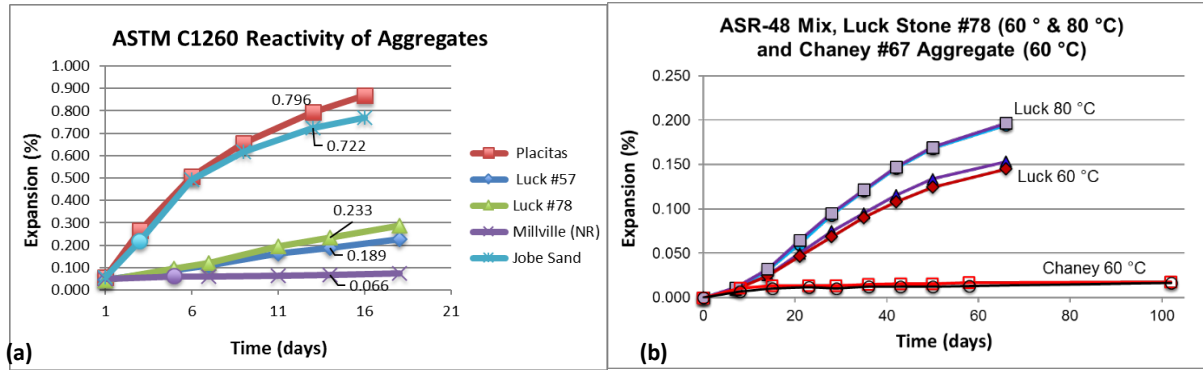 ASTM C1260 Reactivity of Aggregates
1.000
0.900
0.800
0.700
0.600
0.500
0.400
0.300
0.200
0.100
0.000
Expansion (%)
0.796
0.722
0.233
0.189
0.066
1
6
11
16
21
Time (days)
Placitas
Luck #57
Luck #78
Millville (NR)
Jobe Sand
(a)
ASR-48 Mix, Luck Stone #78 (60 ° & 80 °C)
and Chaney #67 Aggregate (60 °C)
0.250
0.200
0.150
0.100
0.050
0.000
Expansion (%)
Luck 80 °C
Luck 60 °C
Chaney 60 °C
0
20
40
60
80
100
Time (days)
(b)